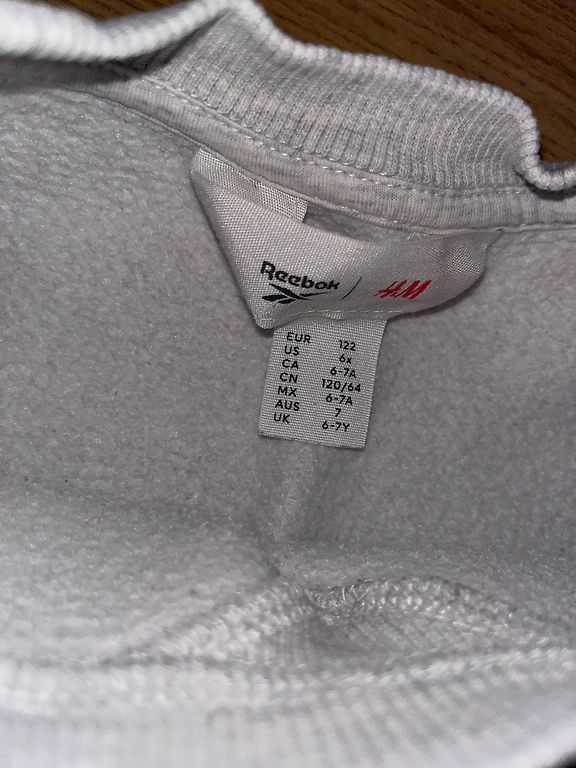 Reebok | H&M
EUR 122
US 6x
CA 6-7A
CN 120/64
MX 6-7A
AUS 7
UK 6-7Y